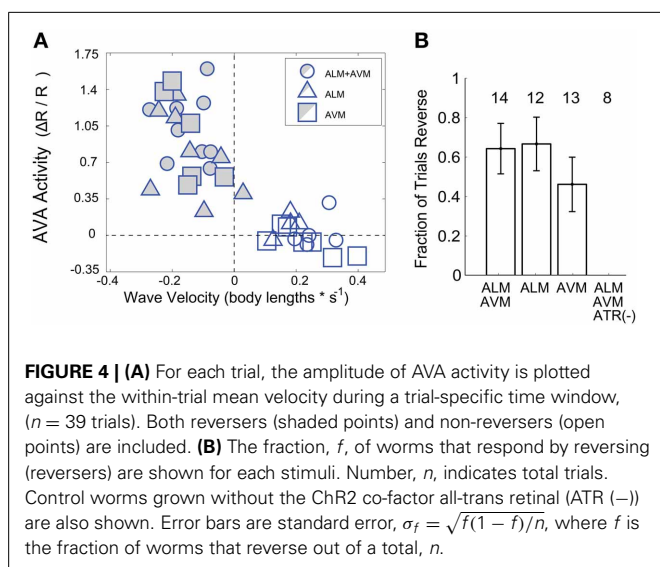 A
B
1.75
1.4
1.05
0.7
0.35
0
-0.35
AVA Activity (ΔR / R )
-0.4
-0.2
0
0.2
0.4
Wave Velocity (body lengths * s-1)
ALM+AVM
ALM
AVM
1
0.8
0.6
0.4
0.2
0
Fraction of Trials Reverse
14
12
13
8
ALM
AVM
ALM
AVM
ALM
AVM
ATR(-)
FIGURE 4 | (A) For each trial, the amplitude of AVA activity is plotted
against the within-trial mean velocity during a trial-specific time window,
(n = 39 trials). Both reversers (shaded points) and non-reversers (open
points) are included. (B) The fraction, f, of worms that respond by reversing
(reversers) are shown for each stimuli. Number, n, indicates total trials.
Control worms grown without the ChR2 co-factor all-trans retinal (ATR (−))
are also shown. Error bars are standard error, σf = √f(1 − f)/n, where f is
the fraction of worms that reverse out of a total, n.